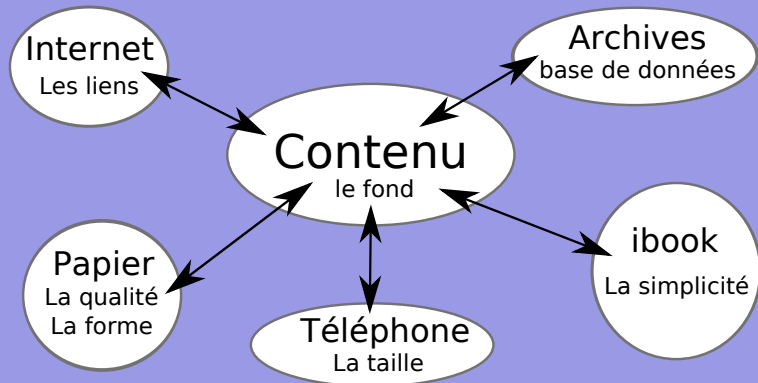 Internet
Les liens
Archives
base de données
Contenu
le fond
Papier
La qualité
La forme
Téléphone
La taille
ibook
La simplicité